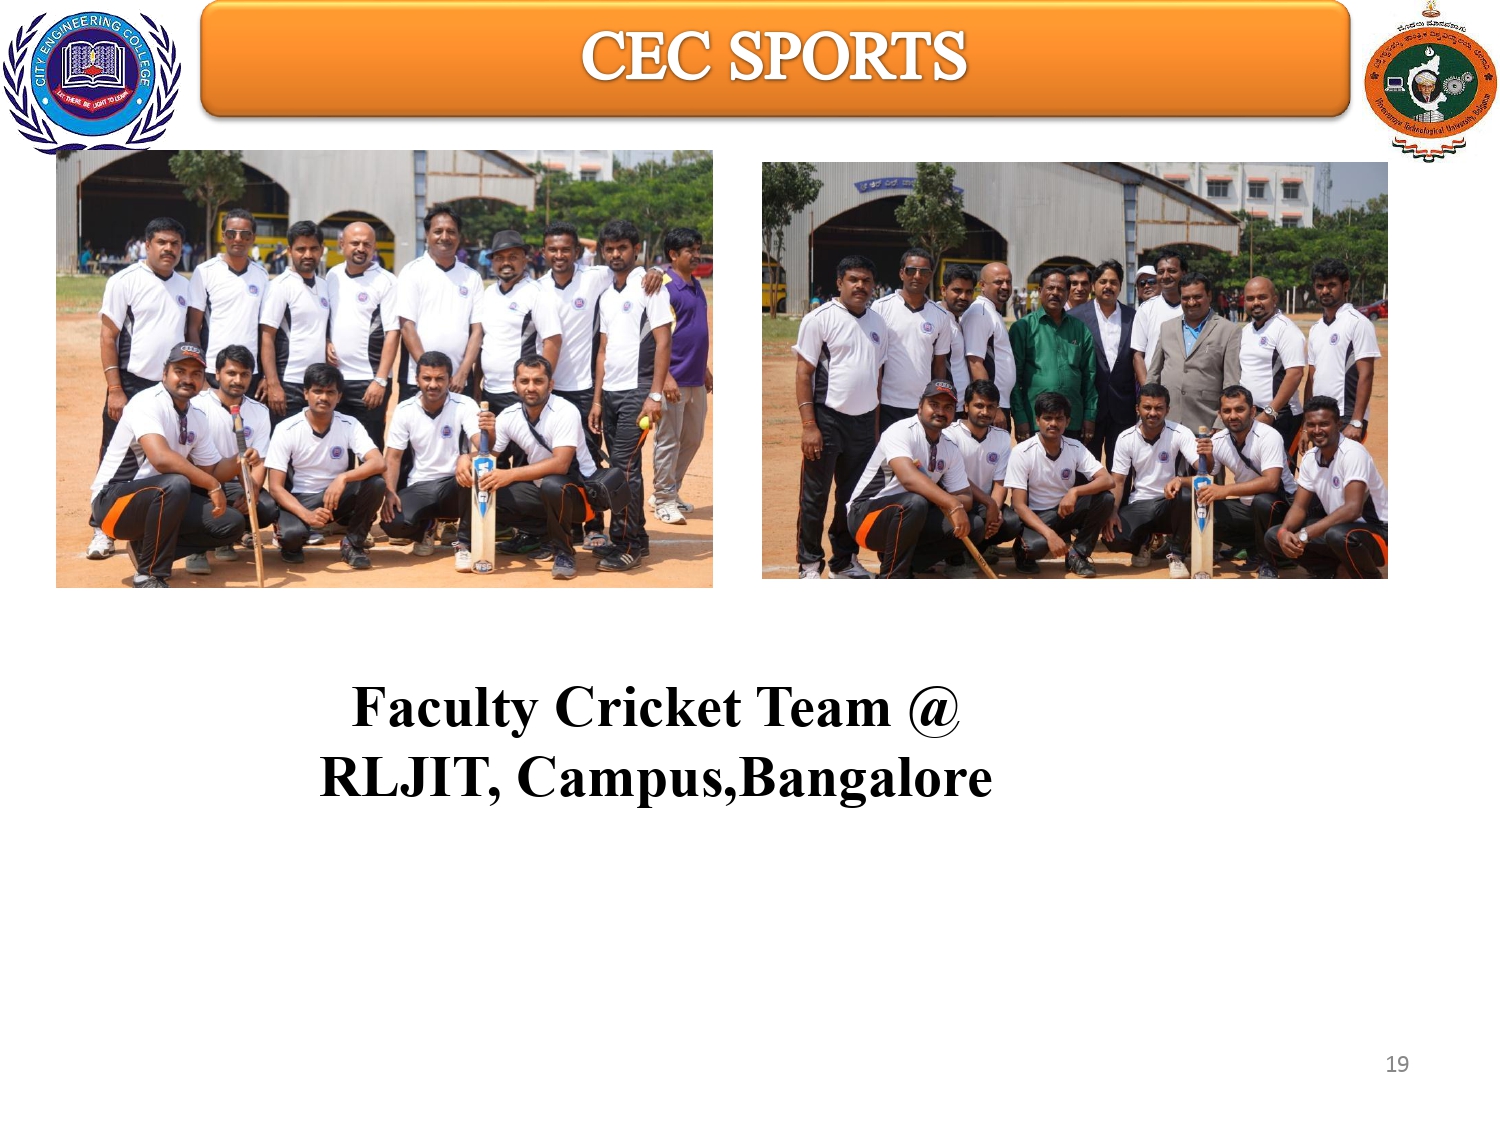 CITY ENGINEERING COLLEGE
LET THERE BE LIGHT TO LEARN
CEC SPORTS
Visvesvaraya Technological University, Belgaum
Faculty Cricket Team @
RLJIT, Campus,Bangalore
19